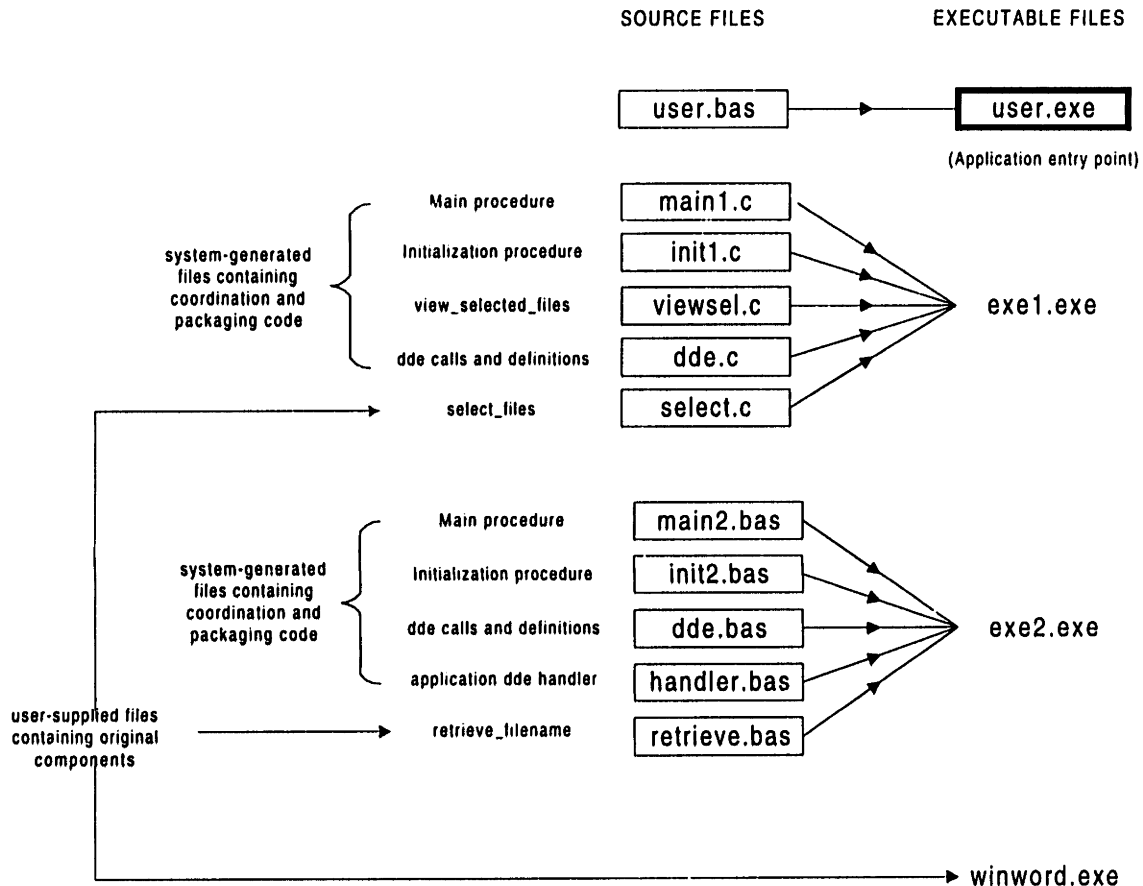 SOURCE FILES
EXECUTABLE FILES
user.bas
user.exe
(Application entry point)
Main procedure
main1.c
Initialization procedure
init1.c
system-generated
files containing
coordination and
packaging code
view_selected_files
viewsel.c
exe1.exe
dde calls and definitions
dde.c
select_files
select.c
Main procedure
main2.bas
Initialization procedure
init2.bas
system-generated
files containing
coordination and
packaging code
dde calls and definitions
dde.bas
exe2.exe
application dde handler
handler.bas
user-supplied files
containing original
components
retrieve_filename
retrieve.bas
winword.exe